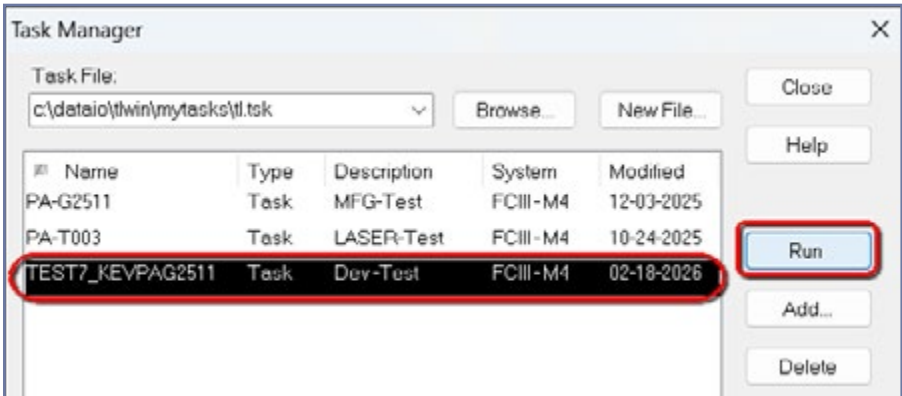 Task Manager
Task File:
c:\dataio\tlwin\mytasks\tl.tsk
Browse...
New File...
Close
Help
Name Type Description System Modified
PA-G2511 Task MFG-Test FCIII-M4 12-03-2025
PA-T003 Task LASER-Test FCIII-M4 10-24-2025
TEST7_KEVPAG2511 Task Dev-Test FCIII-M4 02-18-2026
Run
Add...
Delete